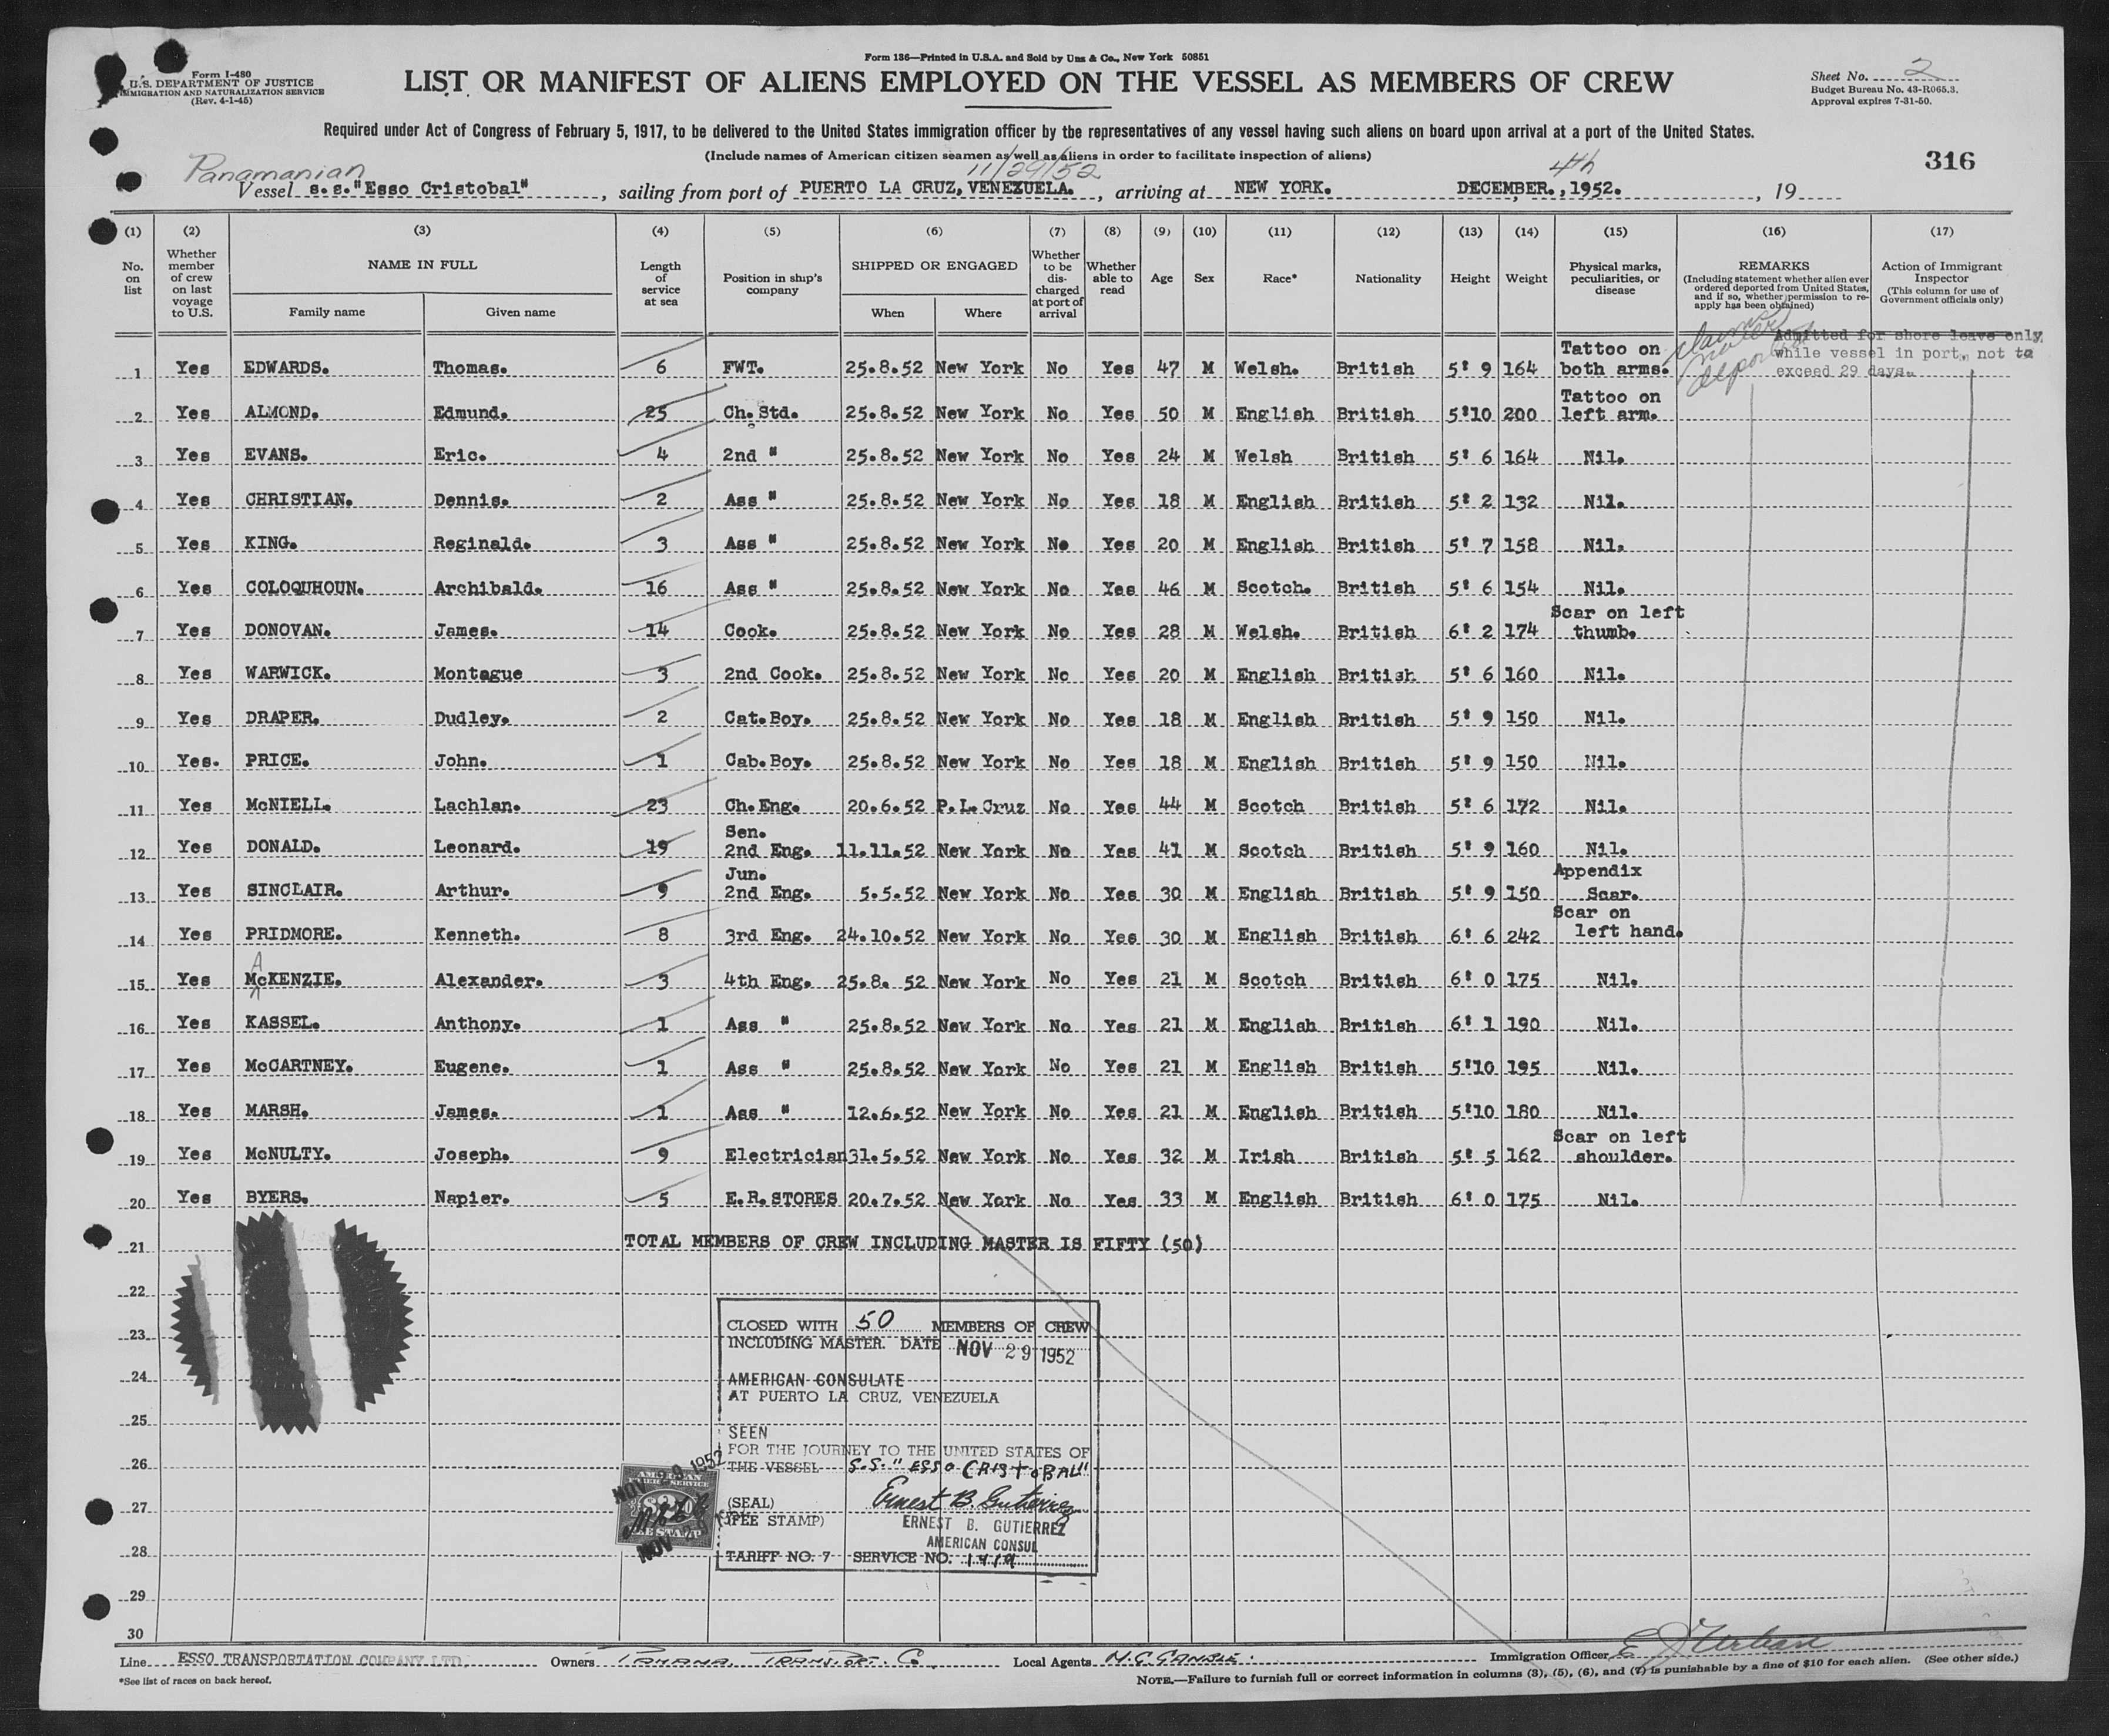 Form 136—Printed in U.S.A. and Sold by Unz & Co., New York 50851
Form I-480
U.S. DEPARTMENT OF JUSTICE
IMMIGRATION AND NATURALIZATION SERVICE
(Rev. 4-1-45)
LIST OR MANIFEST OF ALIENS EMPLOYED ON THE VESSEL AS MEMBERS OF CREW
Sheet No. 2
Budget Bureau No. 43-R065.3.
Approval expires 7-31-50.
Required under Act of Congress of February 5, 1917, to be delivered to the United States immigration officer by the representatives of any vessel having such aliens on board upon arrival at a port of the United States.
(Include names of American citizen seamen as well as aliens in order to facilitate inspection of aliens)
316
Panamanian 11/29/52 4th
Vessel s.s."Esso Cristobal", sailing from port of PUERTO LA CRUZ, VENEZUELA., arriving at NEW YORK. DECEMBER., 1952., 19
(1) (2) (3) (4) (5) (6) (7) (8) (9) (10) (11) (12) (13) (14) (15) (16) (17)
No. on list
Whether member of crew on last voyage to U.S.
NAME IN FULL
Family name
Given name
Length of service at sea
Position in ship's company
SHIPPED OR ENGAGED
When
Where
Whether to be discharged at port of arrival
Whether able to read
Age
Sex
Race*
Nationality
Height
Weight
Physical marks, peculiarities, or disease
REMARKS
(Including statement whether alien ever ordered deported from United States, and if so, whether permission to reapply has been obtained)
Action of Immigrant Inspector
(This column for use of Government officials only)
claims never deported
Admitted for shore leave only
while vessel in port, not to
exceed 29 days.
1 Yes EDWARDS. Thomas. 6 FWT. 25.8.52 New York No Yes 47 M Welsh. British 5' 9 164 Tattoo on both arms.
2 Yes ALMOND. Edmund. 25 Ch. Std. 25.8.52 New York No Yes 50 M English British 5'10 200 Tattoo on left arm.
3 Yes EVANS. Eric. 4 2nd " 25.8.52 New York No Yes 24 M Welsh British 5' 6 164 Nil.
4 Yes CHRISTIAN. Dennis. 2 Ass " 25.8.52 New York No Yes 18 M English British 5' 2 132 Nil.
5 Yes KING. Reginald. 3 Ass " 25.8.52 New York No Yes 20 M English British 5' 7 158 Nil.
6 Yes COLOQUHOUN. Archibald. 16 Ass " 25.8.52 New York No Yes 46 M Scotch. British 5' 6 154 Nil.
7 Yes DONOVAN. James. 14 Cook. 25.8.52 New York No Yes 28 M Welsh. British 6' 2 174 Scar on left thumb.
8 Yes WARWICK. Montague 3 2nd Cook. 25.8.52 New York No Yes 20 M English British 5' 6 160 Nil.
9 Yes DRAPER. Dudley. 2 Cat.Boy. 25.8.52 New York No Yes 18 M English British 5' 9 150 Nil.
10 Yes. PRICE. John. 1 Cab.Boy. 25.8.52 New York No Yes 18 M English British 5' 9 150 Nil.
11 Yes McNIELL. Lachlan. 23 Ch.Eng. 20.6.52 P.L.Cruz No Yes 44 M Scotch British 5' 6 172 Nil.
12 Yes DONALD. Leonard. 19 Sen. 2nd Eng. 11.11.52 New York No Yes 41 M Scotch British 5' 9 160 Nil.
13 Yes SINCLAIR. Arthur. 9 Jun. 2nd Eng. 5.5.52 New York No Yes 30 M English British 5' 9 150 Appendix Scar.
14 Yes PRIDMORE. Kenneth. 8 3rd Eng. 24.10.52 New York No Yes 30 M English British 6' 6 242 Scar on left hand.
15 Yes MAcKENZIE. Alexander. 3 4th Eng. 25.8. 52 New York No Yes 21 M Scotch British 6' 0 175 Nil.
16 Yes KASSEL. Anthony. 1 Ass " 25.8.52 New York No Yes 21 M English British 6' 1 190 Nil.
17 Yes McCARTNEY. Eugene. 1 Ass " 25.8.52 New York No Yes 21 M English British 5'10 195 Nil.
18 Yes MARSH. James. 1 Ass " 12.6.52 New York No Yes 21 M English British 5'10 180 Nil.
19 Yes McNULTY. Joseph. 9 Electrician 31.5.52 New York No Yes 32 M Irish British 5' 5 162 Scar on left shoulder.
20 Yes BYERS. Napier. 5 E.R.STORES 20.7.52 New York No Yes 33 M English British 6' 0 175 Nil.
21 TOTAL MEMBERS OF CREW INCLUDING MASTER IS FIFTY (50)
22
23
24
25
26
27
28
29
30
CLOSED WITH 50 MEMBERS OF CREW
INCLUDING MASTER. DATE NOV 29 1952
AMERICAN CONSULATE
AT PUERTO LA CRUZ, VENEZUELA
SEEN
FOR THE JOURNEY TO THE UNITED STATES OF
THE VESSEL S.S." ESSO CRISTOBAL"
(SEAL) Ernest B. Gutierrez
(FEE STAMP) ERNEST B. GUTIERREZ
AMERICAN CONSUL
TARIFF NO. 7 SERVICE NO. 1419
NOV 29 1952
AMERICAN
SERVICE
FEE STAMP
NOV
Line ESSO TRANSPORTATION COMPANY LTD. Owners Panama Transport. Co. Local Agents Immigration Officer
*See list of races on back hereof.
NOTE.—Failure to furnish full or correct information in columns (3), (5), (6), and (7) is punishable by a fine of $10 for each alien. (See other side.)